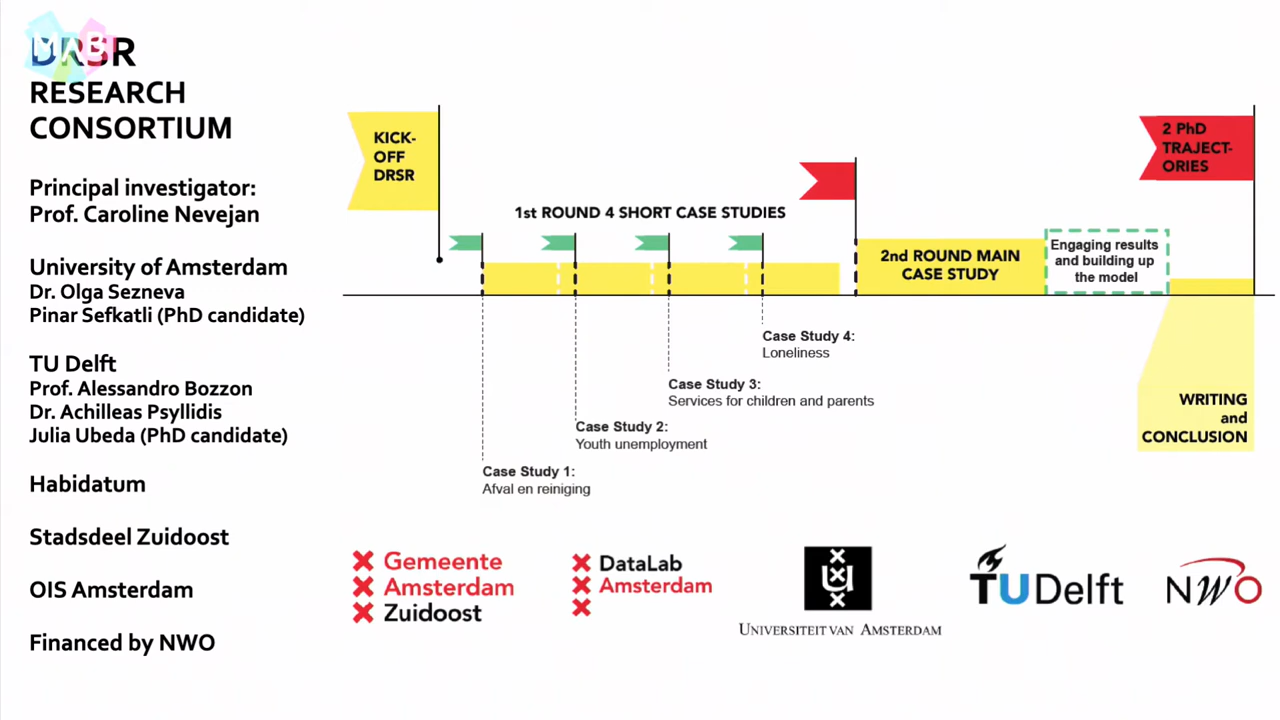 MAB
DRSR
RESEARCH
CONSORTIUM
Principal investigator:
Prof. Caroline Nevejan
University of Amsterdam
Dr. Olga Sezneva
Pinar Sefkatli (PhD candidate)
TU Delft
Prof. Alessandro Bozzon
Dr. Achilleas Psyllidis
Julia Ubeda (PhD candidate)
Habidatum
Stadsdeel Zuidoost
OIS Amsterdam
Financed by NWO
KICK-
OFF
DRSR
1st ROUND 4 SHORT CASE STUDIES
2nd ROUND MAIN
CASE STUDY
Engaging results
and building up
the model
2 PhD
TRAJECT-
ORIES
Case Study 4:
Loneliness
Case Study 3:
Services for children and parents
Case Study 2:
Youth unemployment
Case Study 1:
Afval en reiniging
WRITING
and
CONCLUSION
Gemeente
Amsterdam
Zuidoost
DataLab
Amsterdam
U
UNIVERSITEIT VAN AMSTERDAM
TU Delft
NWO